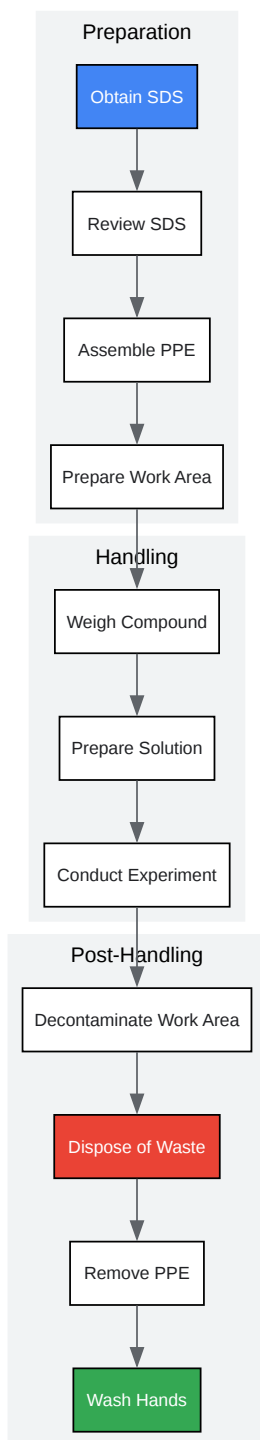 Preparation
Obtain SDS
Review SDS
Assemble PPE
Prepare Work Area
Handling
Weigh Compound
Prepare Solution
Conduct Experiment
Post-Handling
Decontaminate Work Area
Dispose of Waste
Remove PPE
Wash Hands